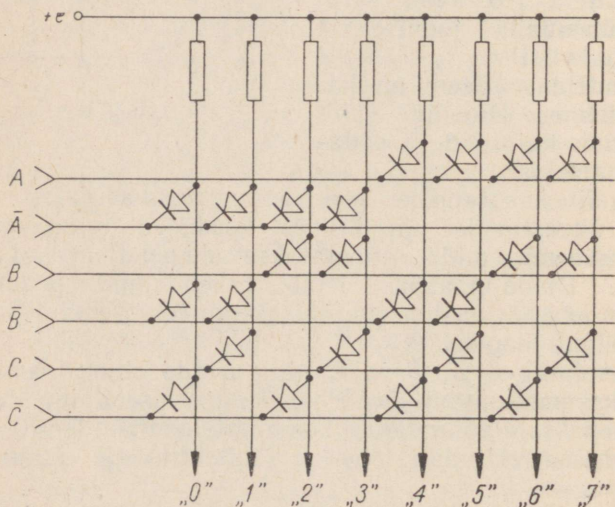 +e
A
Ā
B
B̄
C
C̄
„0” „1” „2” „3” „4” „5” „6” „7”